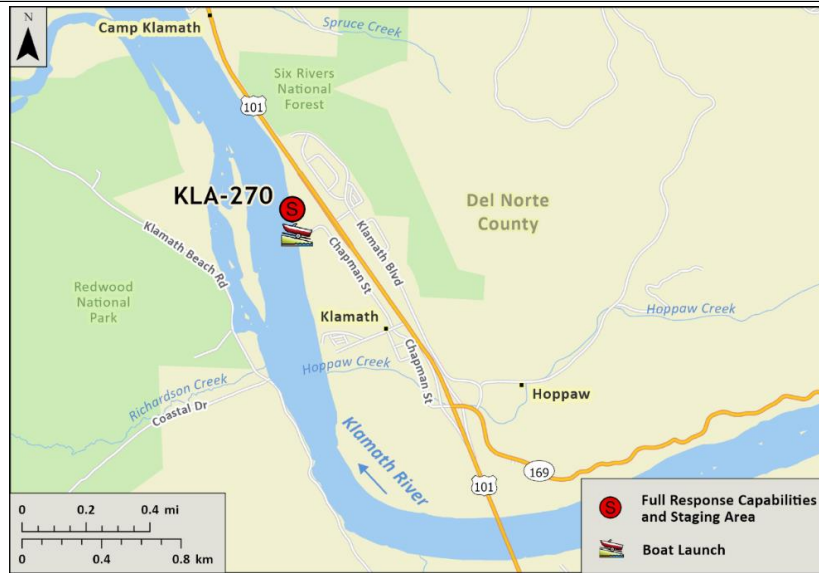 N
Camp Klamath
Spruce Creek
Six Rivers
National
Forest
101
KLA-270
S
Del Norte
County
Klamath Beach Rd
Klamath Blvd
Chapman St
Redwood
National
Park
Klamath
Hoppaw Creek
Hoppaw Creek
Chapman St
Richardson Creek
Coastal Dr
Hoppaw
Klamath River
169
101
0 0.2 0.4 mi
0 0.4 0.8 km
S Full Response Capabilities
and Staging Area
Boat Launch